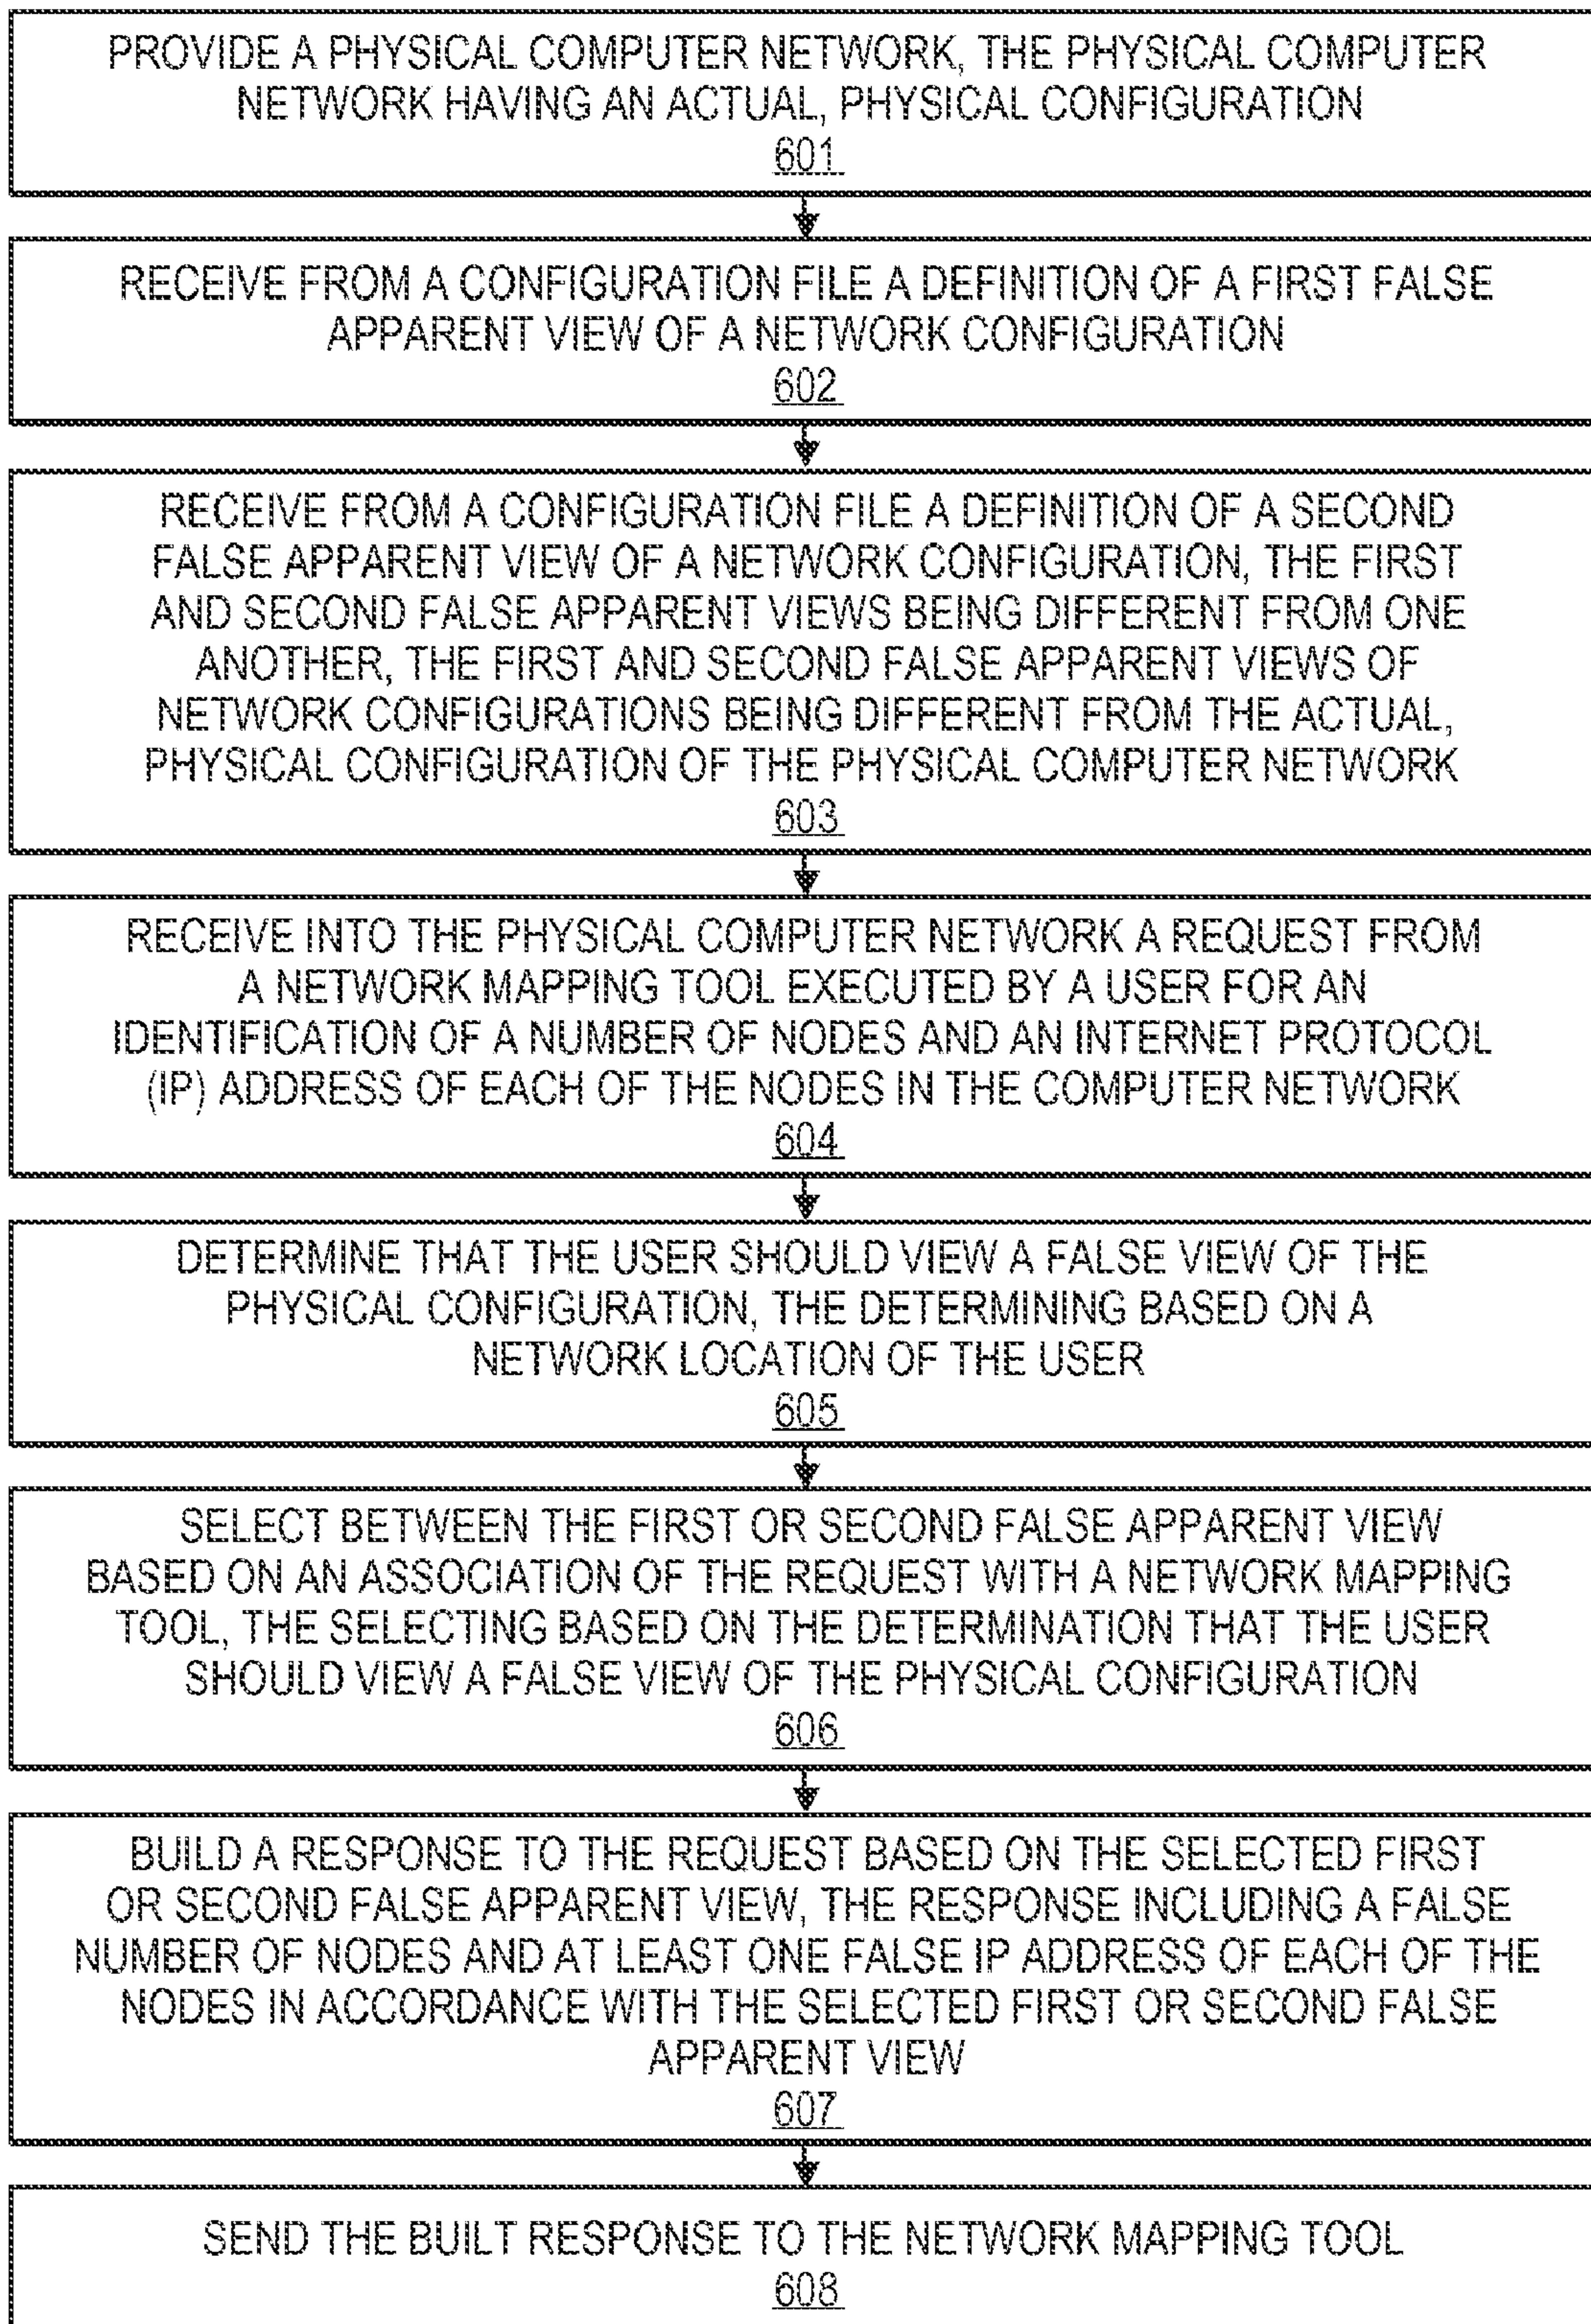 PROVIDE A PHYSICAL COMPUTER NETWORK, THE PHYSICAL COMPUTER
NETWORK HAVING AN ACTUAL, PHYSICAL CONFIGURATION
601
RECEIVE FROM A CONFIGURATION FILE A DEFINITION OF A FIRST FALSE
APPARENT VIEW OF A NETWORK CONFIGURATION
602
RECEIVE FROM A CONFIGURATION FILE A DEFINITION OF A SECOND
FALSE APPARENT VIEW OF A NETWORK CONFIGURATION, THE FIRST
AND SECOND FALSE APPARENT VIEWS BEING DIFFERENT FROM ONE
ANOTHER, THE FIRST AND SECOND FALSE APPARENT VIEWS OF
NETWORK CONFIGURATIONS BEING DIFFERENT FROM THE ACTUAL,
PHYSICAL CONFIGURATION OF THE PHYSICAL COMPUTER NETWORK
603
RECEIVE INTO THE PHYSICAL COMPUTER NETWORK A REQUEST FROM
A NETWORK MAPPING TOOL EXECUTED BY A USER FOR AN
IDENTIFICATION OF A NUMBER OF NODES AND AN INTERNET PROTOCOL
(IP) ADDRESS OF EACH OF THE NODES IN THE COMPUTER NETWORK
604
DETERMINE THAT THE USER SHOULD VIEW A FALSE VIEW OF THE
PHYSICAL CONFIGURATION, THE DETERMINING BASED ON A
NETWORK LOCATION OF THE USER
605
SELECT BETWEEN THE FIRST OR SECOND FALSE APPARENT VIEW
BASED ON AN ASSOCIATION OF THE REQUEST WITH A NETWORK MAPPING
TOOL, THE SELECTING BASED ON THE DETERMINATION THAT THE USER
SHOULD VIEW A FALSE VIEW OF THE PHYSICAL CONFIGURATION
606
BUILD A RESPONSE TO THE REQUEST BASED ON THE SELECTED FIRST
OR SECOND FALSE APPARENT VIEW, THE RESPONSE INCLUDING A FALSE
NUMBER OF NODES AND AT LEAST ONE FALSE IP ADDRESS OF EACH OF THE
NODES IN ACCORDANCE WITH THE SELECTED FIRST OR SECOND FALSE
APPARENT VIEW
607
SEND THE BUILT RESPONSE TO THE NETWORK MAPPING TOOL
608